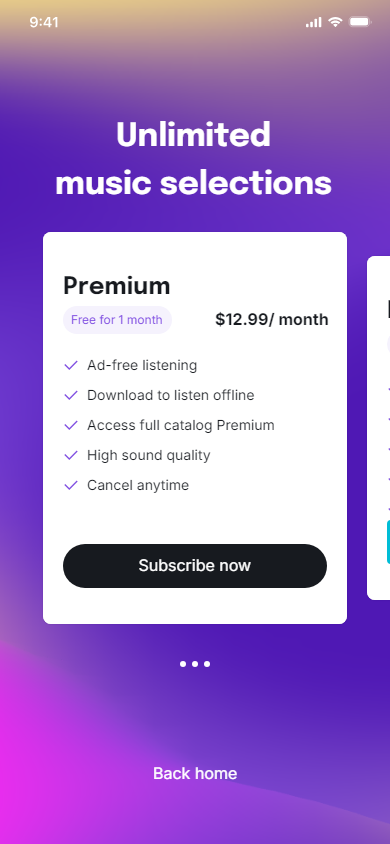 9:41
Unlimited
music selections
Premium
Free for 1 month
$12.99/ month
Ad-free listening
Download to listen offline
Access full catalog Premium
High sound quality
Cancel anytime
Subscribe now
Back home